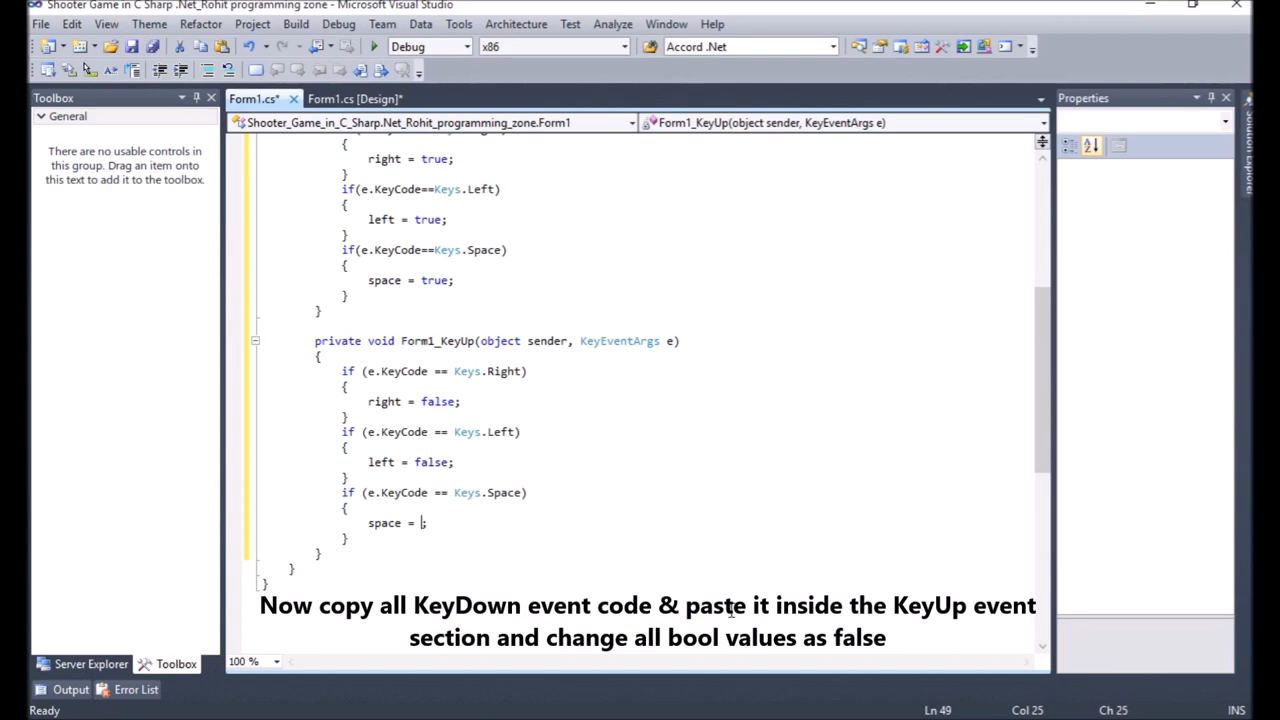 Shooter Game in C Sharp .Net_Rohit programming zone - Microsoft Visual Studio
File Edit View Theme Refactor Project Build Debug Team Data Tools Architecture Test Analyze Window Help
Debug x86 Accord .Net
Toolbox
General
There are no usable controls in
this group. Drag an item onto
this text to add it to the toolbox.
Form1.cs* Form1.cs [Design]*
Shooter_Game_in_C_Sharp.Net_Rohit_programming_zone.Form1 Form1_KeyUp(object sender, KeyEventArgs e)
{
right = true;
}
if(e.KeyCode==Keys.Left)
{
left = true;
}
if(e.KeyCode==Keys.Space)
{
space = true;
}
}
private void Form1_KeyUp(object sender, KeyEventArgs e)
{
if (e.KeyCode == Keys.Right)
{
right = false;
}
if (e.KeyCode == Keys.Left)
{
left = false;
}
if (e.KeyCode == Keys.Space)
{
space = ;
}
}
}
}
Now copy all KeyDown event code & paste it inside the KeyUp event
section and change all bool values as false
100 %
Properties
Solution Explorer
Server Explorer Toolbox
Output Error List
Ready Ln 49 Col 25 Ch 25 INS